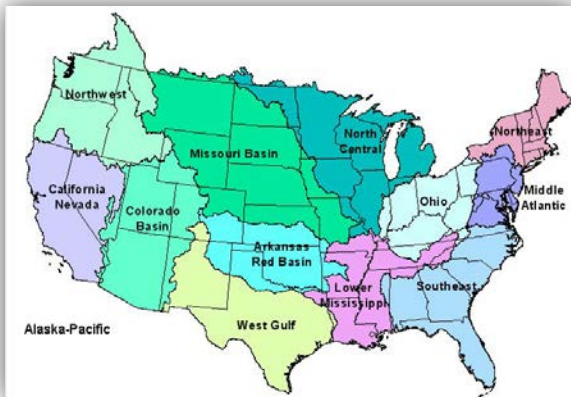 Northwest
Missouri Basin
North
Central
Northeast
California
Nevada
Colorado
Basin
Ohio
Middle
Atlantic
Arkansas
Red Basin
Lower
Mississippi
Southeast
West Gulf
Alaska-Pacific